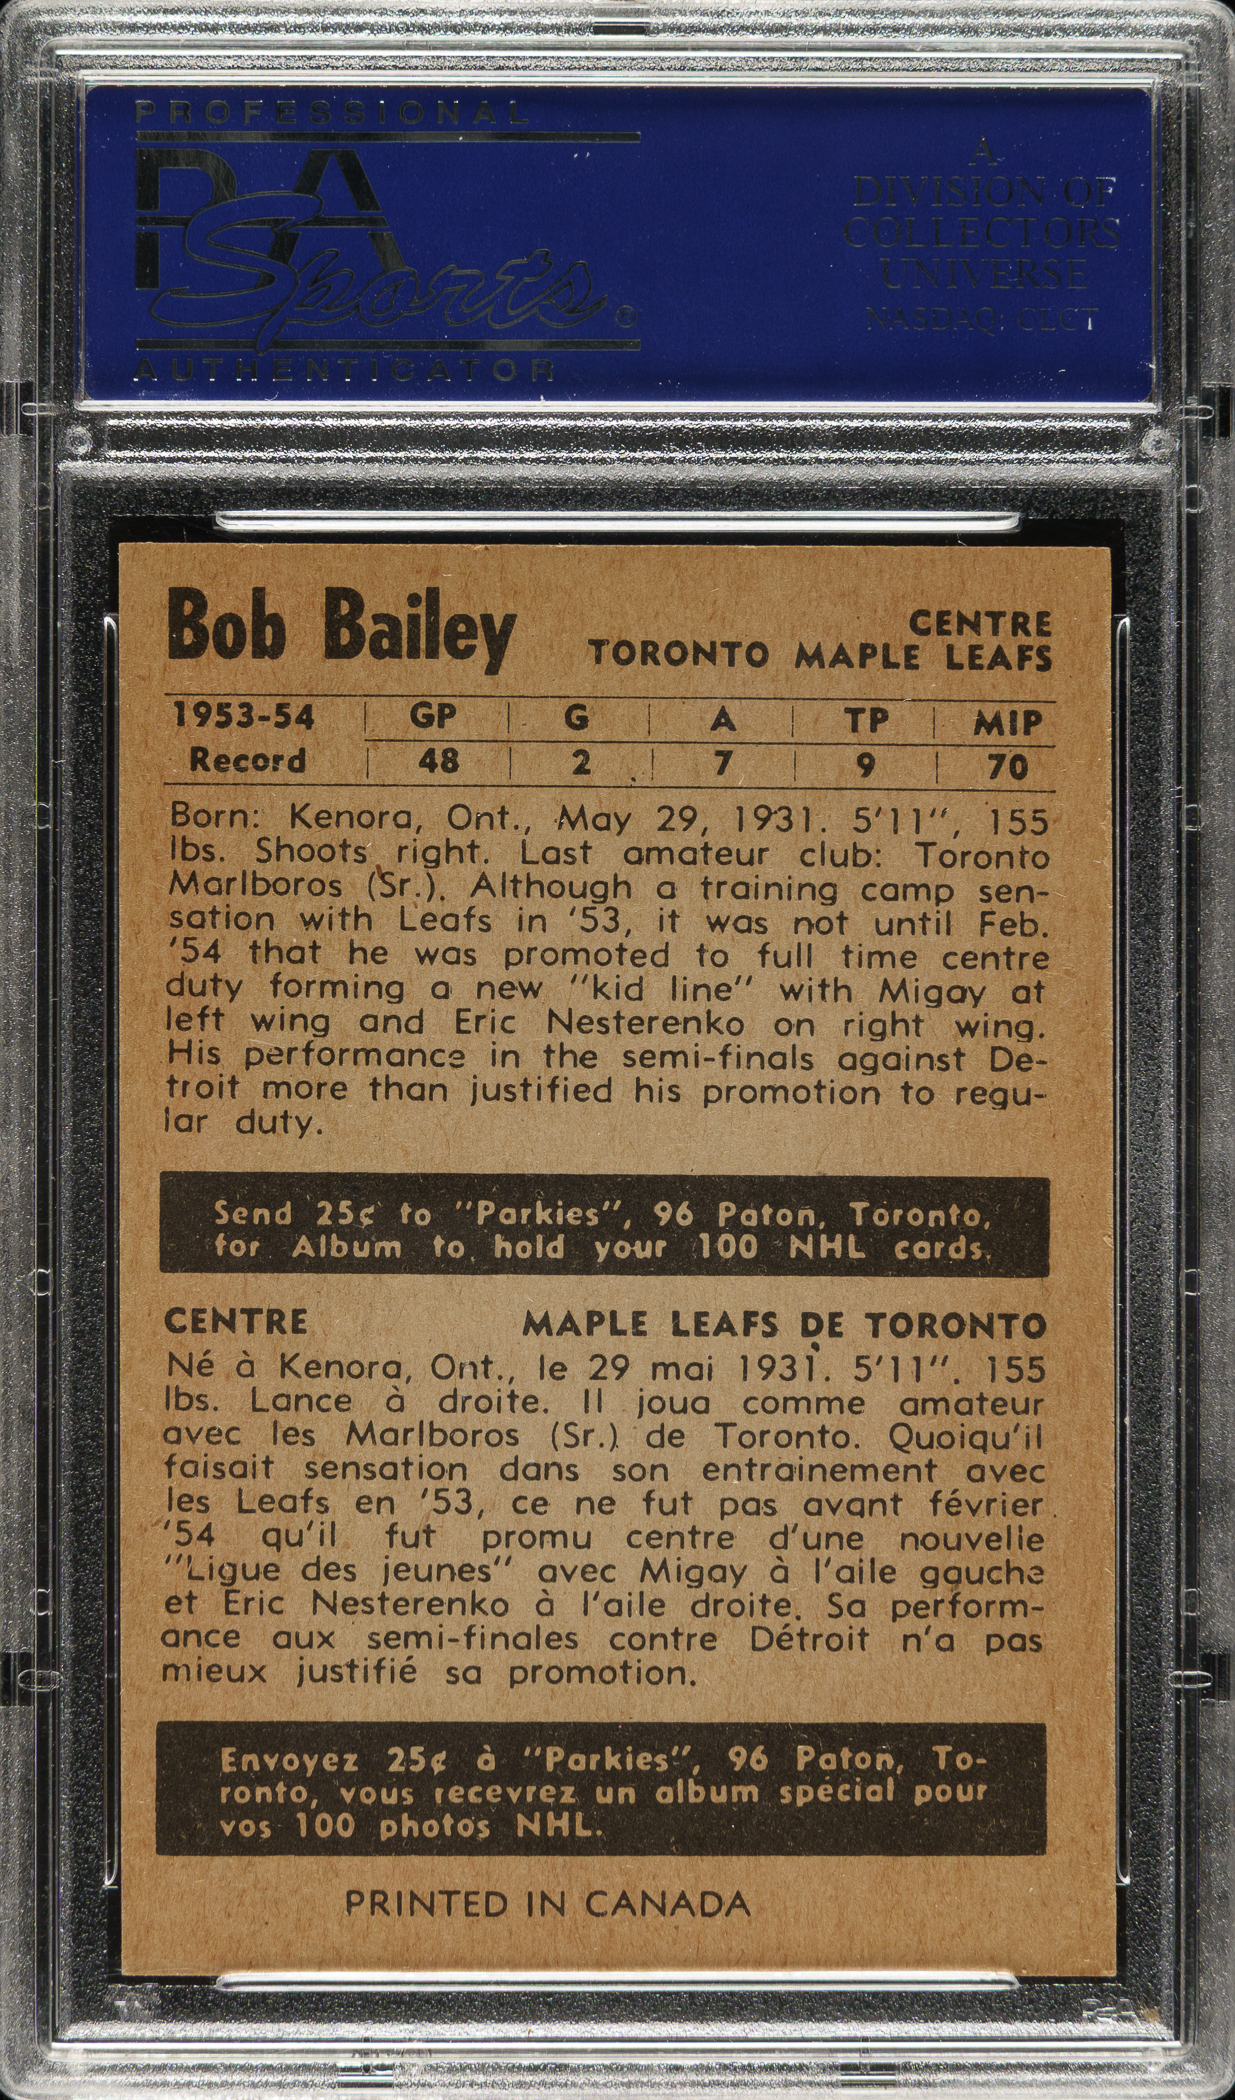 PROFESSIONAL
PSA
Sports®
AUTHENTICATOR
A
DIVISION OF
COLLECTORS
UNIVERSE
NASDAQ: CLCT
Bob Bailey
CENTRE
TORONTO MAPLE LEAFS
1953-54 GP G A TP MIP
Record 48 2 7 9 70
Born: Kenora, Ont., May 29, 1931. 5'11", 155
lbs. Shoots right. Last amateur club: Toronto
Marlboros (Sr.). Although a training camp sen-
sation with Leafs in '53, it was not until Feb.
'54 that he was promoted to full time centre
duty forming a new "kid line" with Migay at
left wing and Eric Nesterenko on right wing.
His performance in the semi-finals against De-
troit more than justified his promotion to regu-
lar duty.
Send 25¢ to "Parkies", 96 Paton, Toronto,
for Album to hold your 100 NHL cards.
CENTRE MAPLE LEAFS DE TORONTO
Né à Kenora, Ont., le 29 mai 1931. 5'11". 155
lbs. Lance à droite. Il joua comme amateur
avec les Marlboros (Sr.) de Toronto. Quoiqu'il
faisait sensation dans son entrainement avec
les Leafs en '53, ce ne fut pas avant février
'54 qu'il fut promu centre d'une nouvelle
"Ligue des jeunes" avec Migay à l'aile gauche
et Eric Nesterenko à l'aile droite. Sa perform-
ance aux semi-finales contre Détroit n'a pas
mieux justifié sa promotion.
Envoyez 25¢ à "Parkies", 96 Paton, To-
ronto, vous recevrez un album spécial pour
vos 100 photos NHL.
PRINTED IN CANADA
PSA